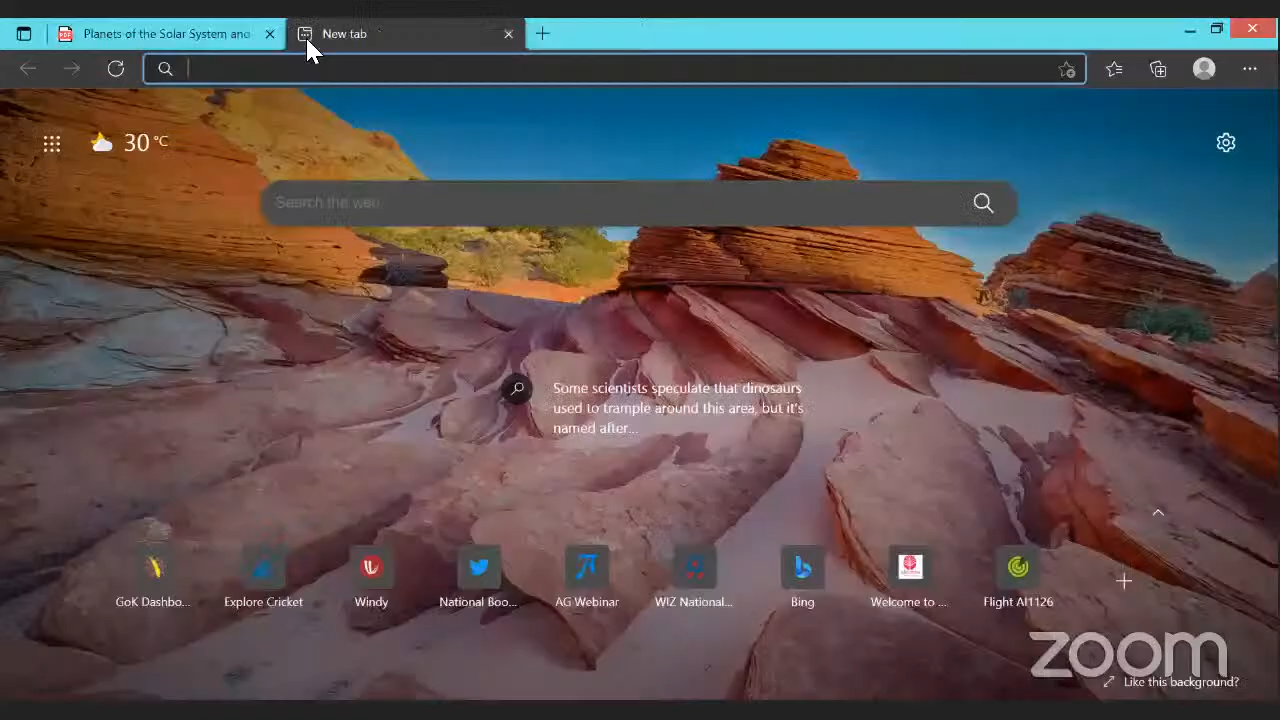 Planets of the Solar System and
New tab
30 °C
Search the web
Some scientists speculate that dinosaurs
used to trample around this area, but it's
named after...
GoK Dashbo...
Explore Cricket
Windy
National Boo...
AG Webinar
WIZ National...
Bing
Welcome to ...
Flight AI1126
zoom
Like this background?